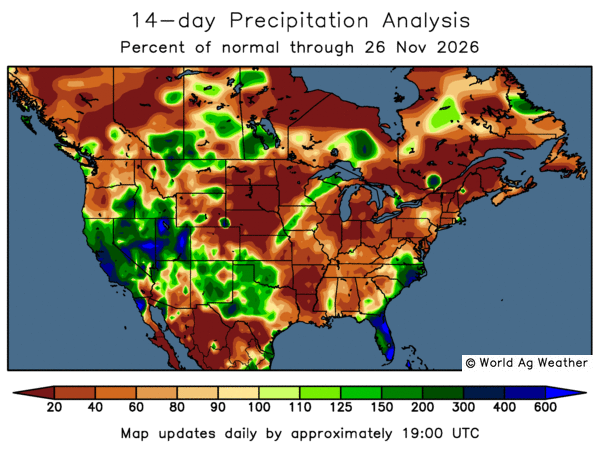 14-day Precipitation Analysis
Percent of normal through 26 Nov 2026
© World Ag Weather
20 40 60 80 90 100 110 125 150 200 300 400 600
Map updates daily by approximately 19:00 UTC